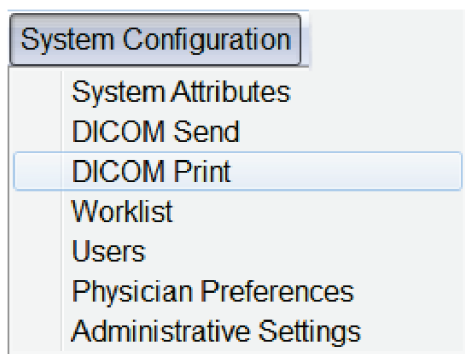 System Configuration
System Attributes
DICOM Send
DICOM Print
Worklist
Users
Physician Preferences
Administrative Settings